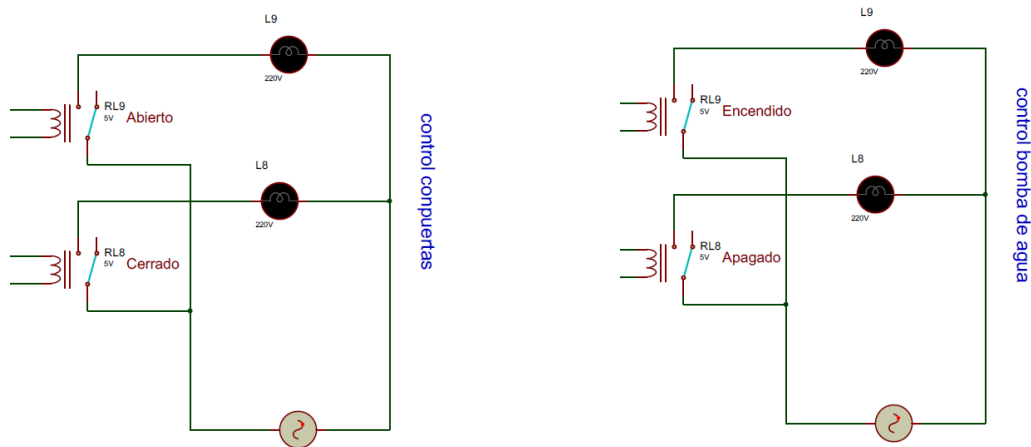 L9
220V
RL9
5V
Abierto
L8
220V
RL8
5V
Cerrado
control conpuertas
L9
220V
RL9
5V
Encendido
L8
220V
RL8
5V
Apagado
control bomba de agua